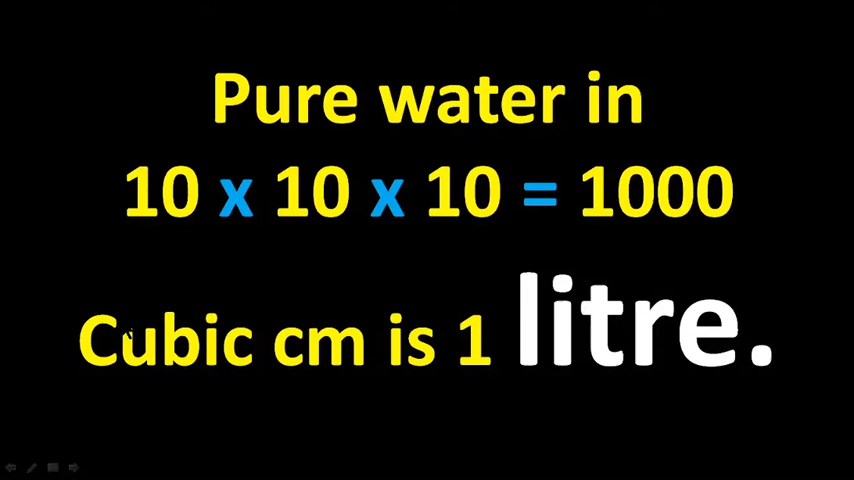 Pure water in
10 x 10 x 10 = 1000
Cubic cm is 1 litre.